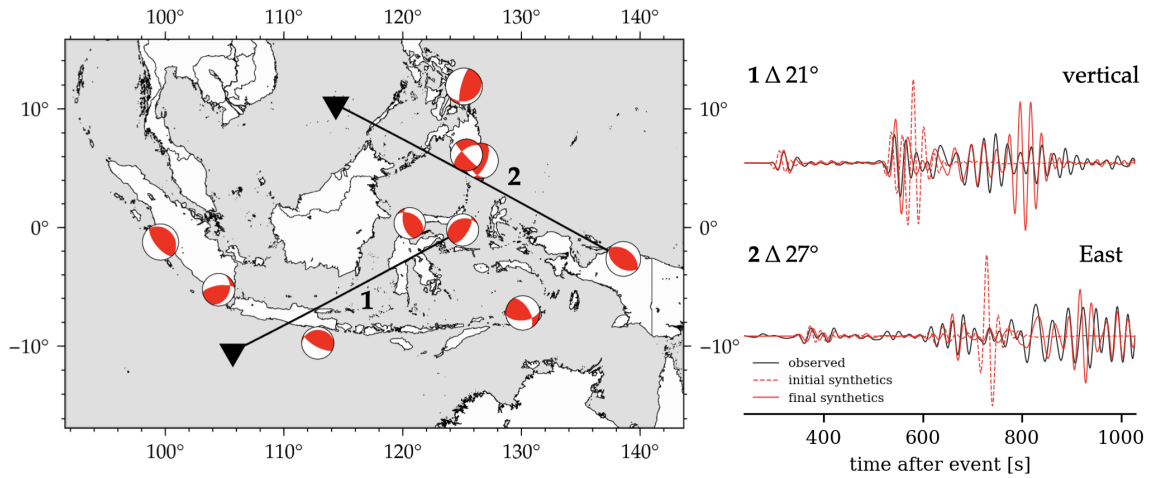 100° 110° 120° 130° 140°
10° 10°
0° 0°
−10° −10°
100° 110° 120° 130° 140°
2
1
1 Δ 21° vertical
2 Δ 27° East
observed
initial synthetics
final synthetics
400 600 800 1000
time after event [s]